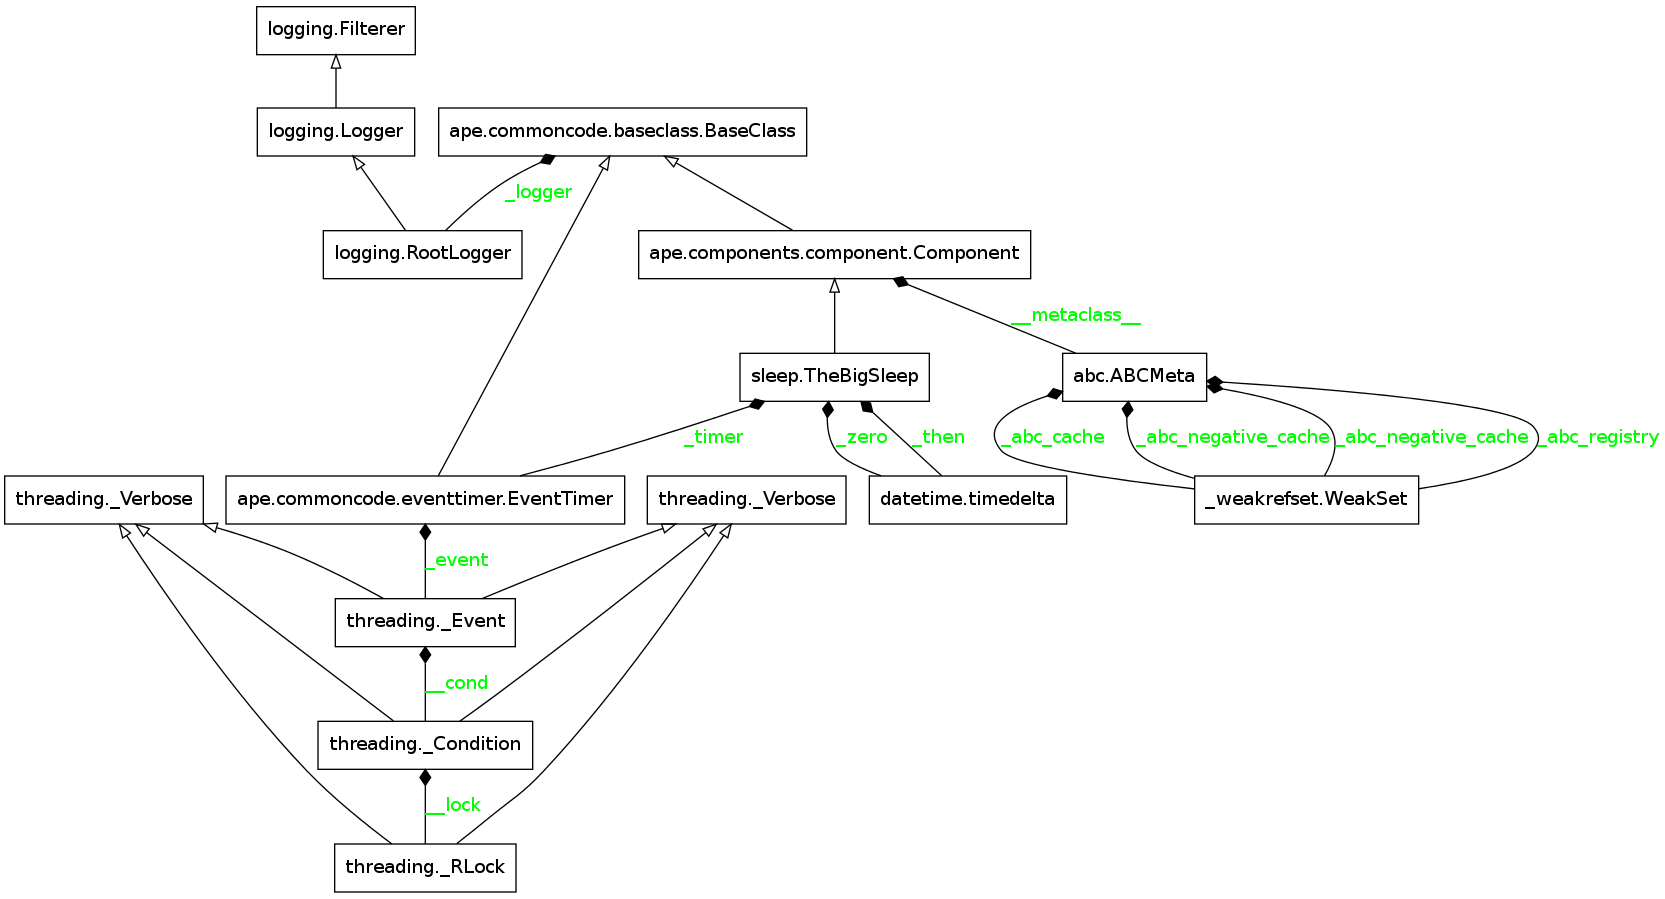 logging.Filterer
logging.Logger
ape.commoncode.baseclass.BaseClass
_logger
logging.RootLogger
ape.components.component.Component
__metaclass__
sleep.TheBigSleep
abc.ABCMeta
_timer
_zero
_then
_abc_cache
_abc_negative_cache
_abc_negative_cache
_abc_registry
threading._Verbose
ape.commoncode.eventtimer.EventTimer
threading._Verbose
datetime.timedelta
_weakrefset.WeakSet
_event
threading._Event
__cond
threading._Condition
__lock
threading._RLock